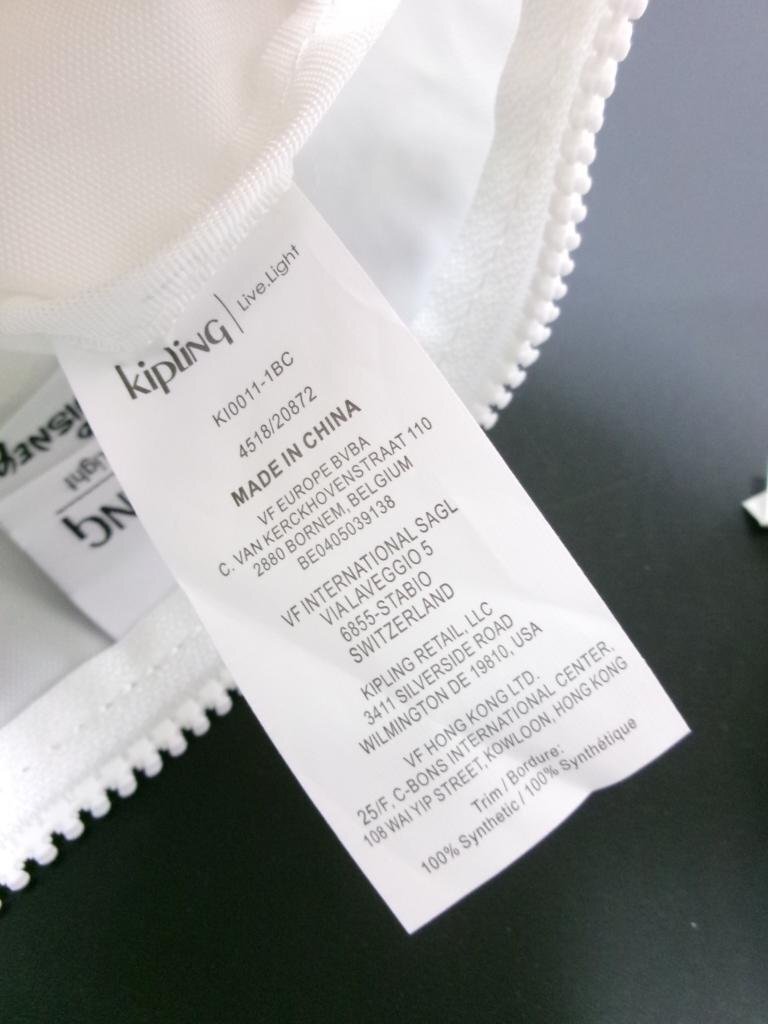 kipling | Live.Light
KI0011-1BC
4518/20872
MADE IN CHINA
VF EUROPE BVBA
C. VAN KERCKHOVENSTRAAT 110
2880 BORNEM, BELGIUM
BE0405039138
VF INTERNATIONAL SAGL
VIA LAVEGGIO 5
6855-STABIO
SWITZERLAND
KIPLING RETAIL, LLC
3411 SILVERSIDE ROAD
WILMINGTON DE 19810, USA
VF HONG KONG LTD.
25/F, C-BONS INTERNATIONAL CENTER,
108 WAI YIP STREET, KOWLOON, HONG KONG
Trim / Bordure:
100% Synthetic / 100% Synthétique